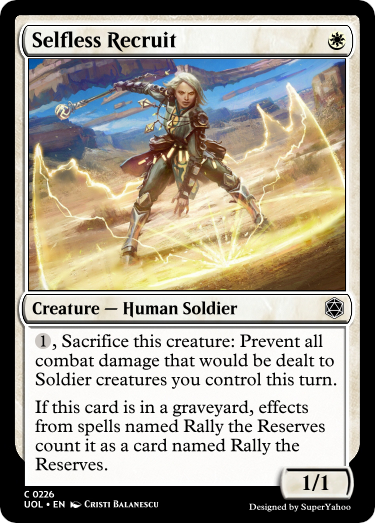 Selfless Recruit
Creature — Human Soldier
1, Sacrifice this creature: Prevent all
combat damage that would be dealt to
Soldier creatures you control this turn.
If this card is in a graveyard, effects
from spells named Rally the Reserves
count it as a card named Rally the
Reserves.
1/1
C 0226
UOL • EN Cristi Balanescu
Designed by SuperYahoo